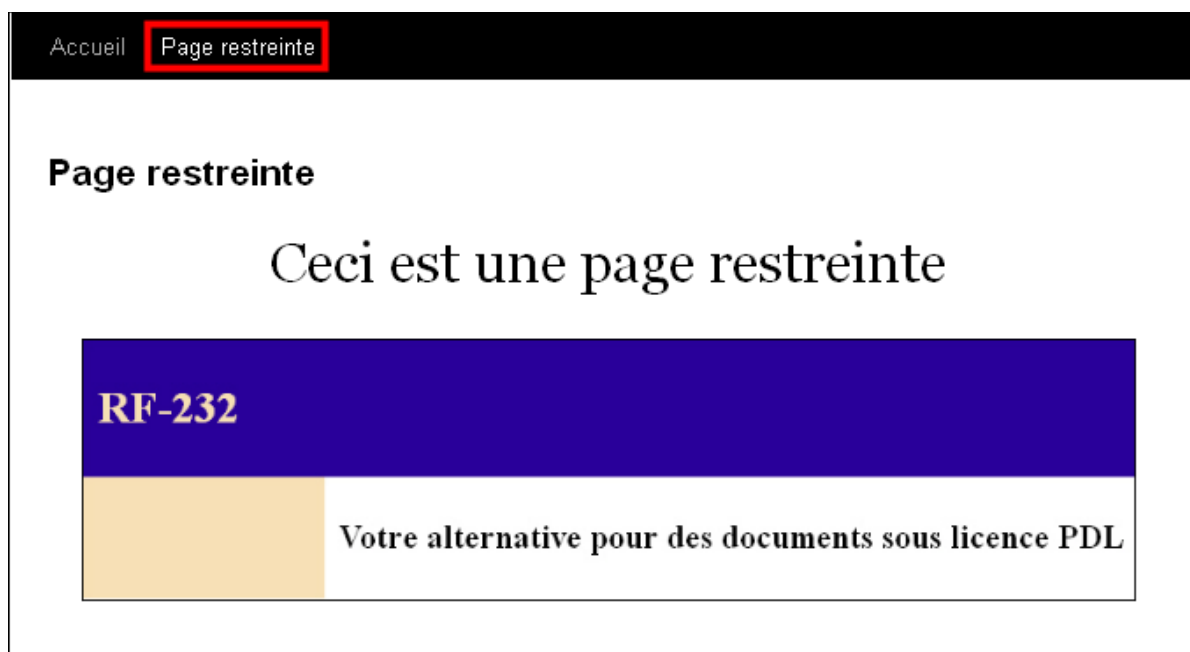 Accueil Page restreinte
Page restreinte
Ceci est une page restreinte
RF-232
Votre alternative pour des documents sous licence PDL